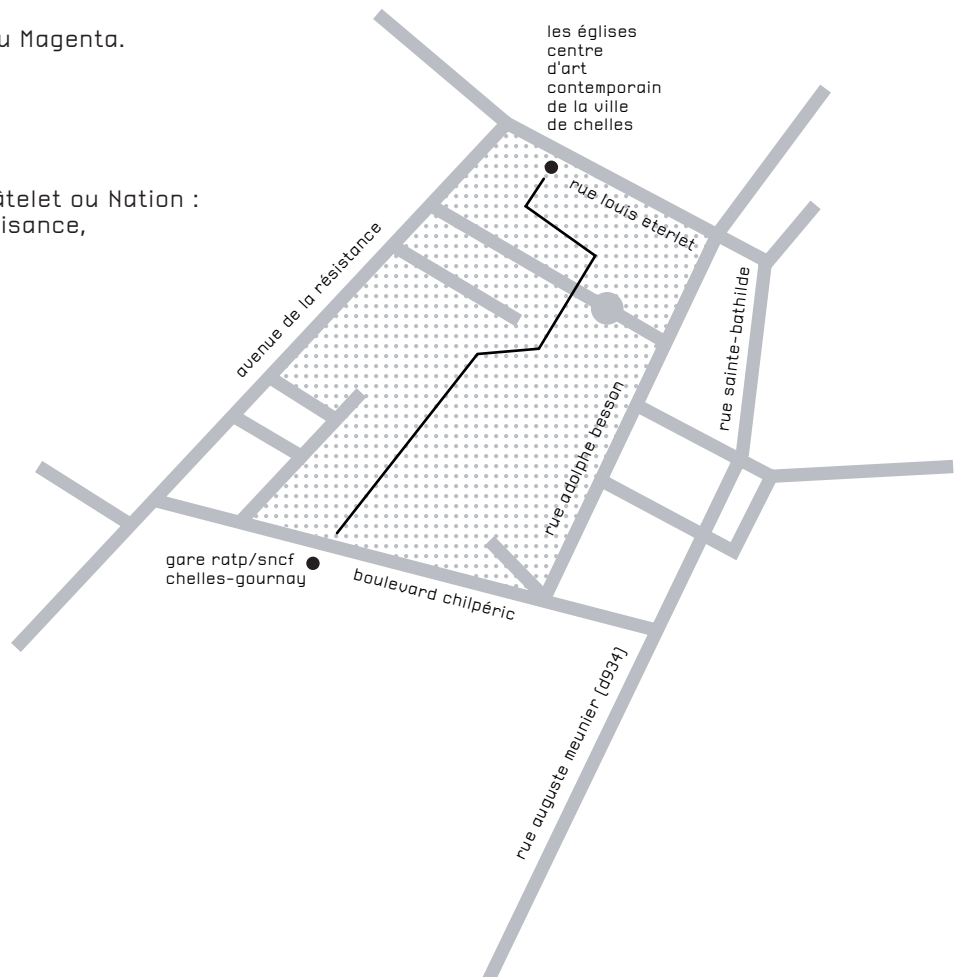 u Magenta.
âtelet ou Nation :
isance,
les églises
centre
d'art
contemporain
de la ville
de chelles
rue louis etérlet
avenue de la résistance
rue sainte-bathilde
rue adolphe besson
gare ratp/sncf
chelles-gournay
boulevard chilpéric
rue auguste meunier (d934)